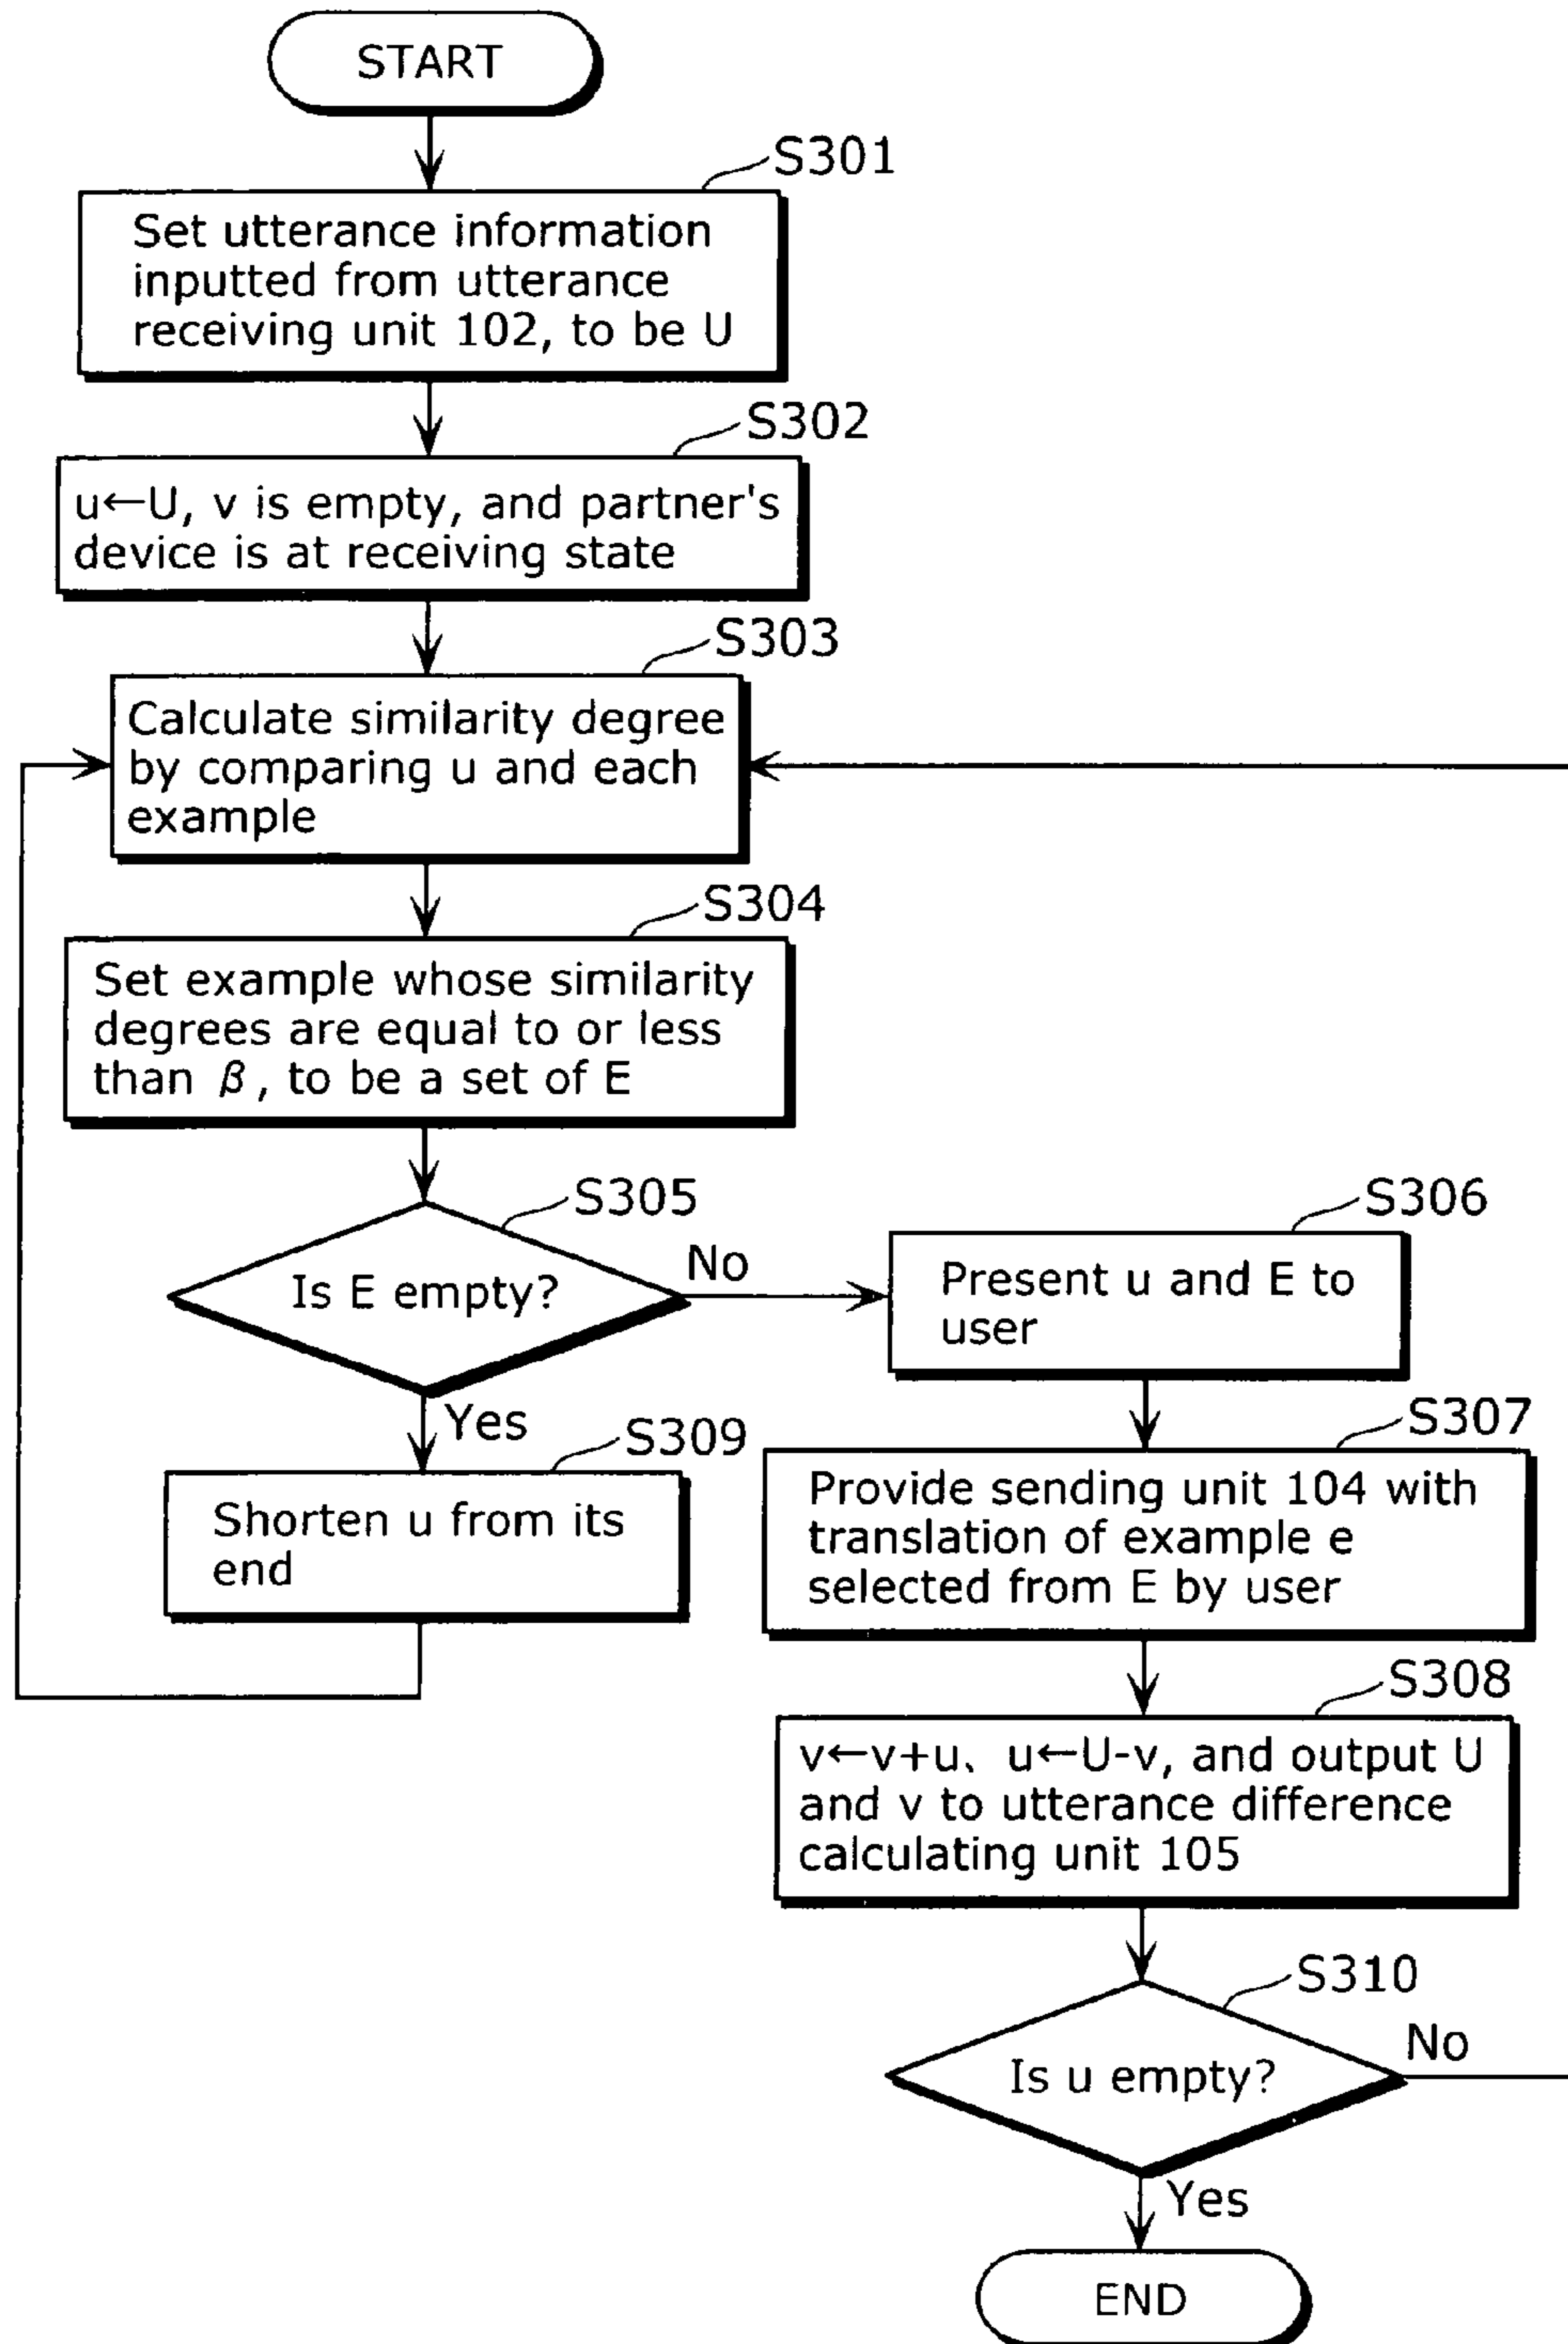 START
S301
Set utterance information
inputted from utterance
receiving unit 102, to be U
S302
u←U, v is empty, and partner's
device is at receiving state
S303
Calculate similarity degree
by comparing u and each
example
S304
Set example whose similarity
degrees are equal to or less
than β, to be a set of E
S305
Is E empty?
No
S306
Present u and E to
user
Yes
S309
Shorten u from its
end
S307
Provide sending unit 104 with
translation of example e
selected from E by user
S308
v←v+u、 u←U-v, and output U
and v to utterance difference
calculating unit 105
S310
Is u empty?
No
Yes
END